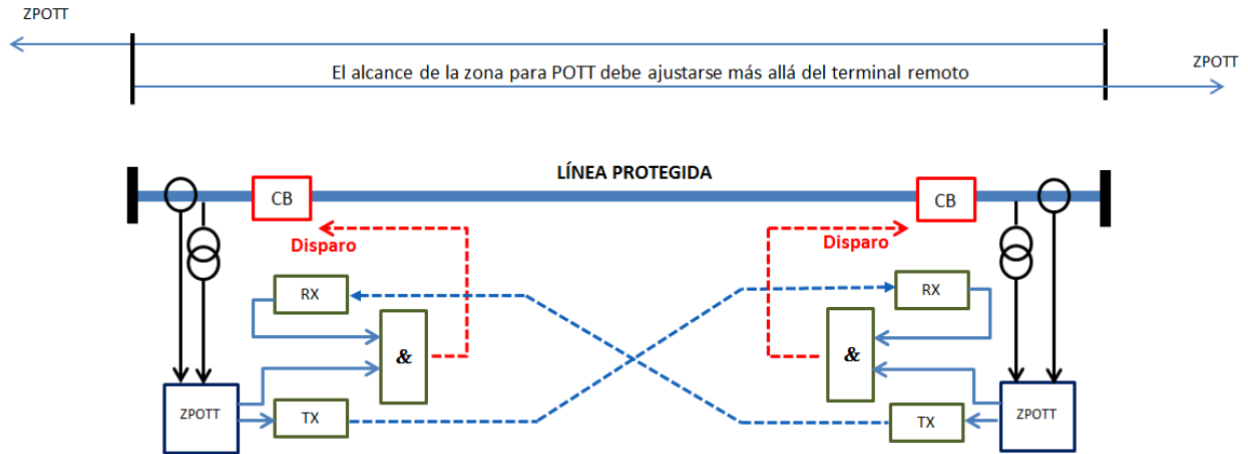 ZPOTT
ZPOTT
El alcance de la zona para POTT debe ajustarse más allá del terminal remoto
LÍNEA PROTEGIDA
CB
CB
Disparo
Disparo
RX
RX
&
&
ZPOTT
TX
TX
ZPOTT